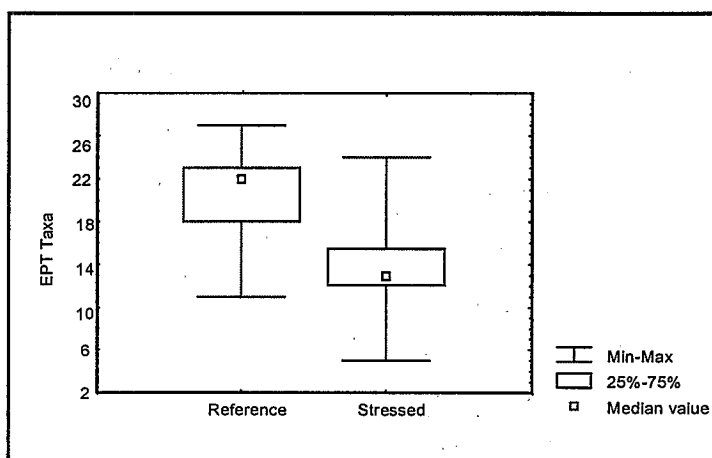 30
26
22
18
14
10
6
2
EPT Taxa
Reference
Stressed
Min-Max
25%-75%
Median value